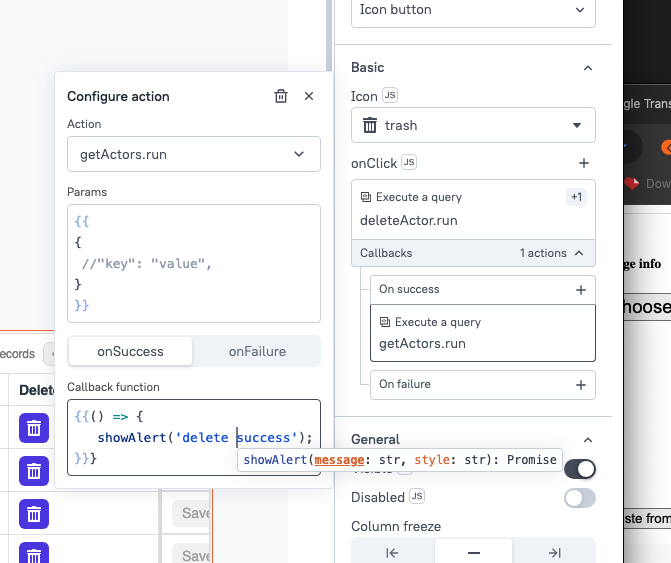 Icon button
Basic
Configure action
Icon JS
Action
trash
getActors.run
onClick JS
Params
Execute a query
+1
deleteActor.run
{{
{
//"key": "value",
}
}}
Callbacks
1 actions
On success
Execute a query
getActors.run
onSuccess
onFailure
On failure
Callback function
{{() => {
showAlert('delete success');
}}}
showAlert(message: str, style: str): Promise
General
Disabled JS
Column freeze
ecords
Delet
Save
Save
gle Trans
Dow
ge info
hoose
ste from